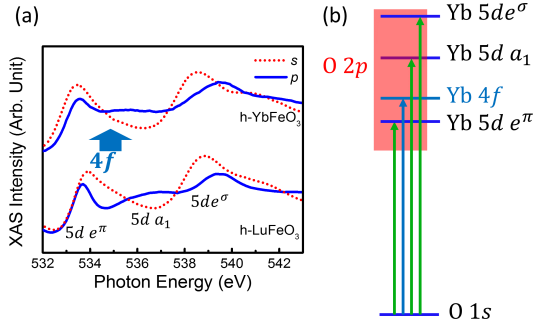 (a)
XAS Intensity (Arb. Unit)
s
p
h-YbFeO₃
4f
5d eπ
5d a₁
5deσ
h-LuFeO₃
532 534 536 538 540 542
Photon Energy (eV)
(b)
Yb 5deσ
O 2p
Yb 5d a₁
Yb 4f
Yb 5d eπ
O 1s